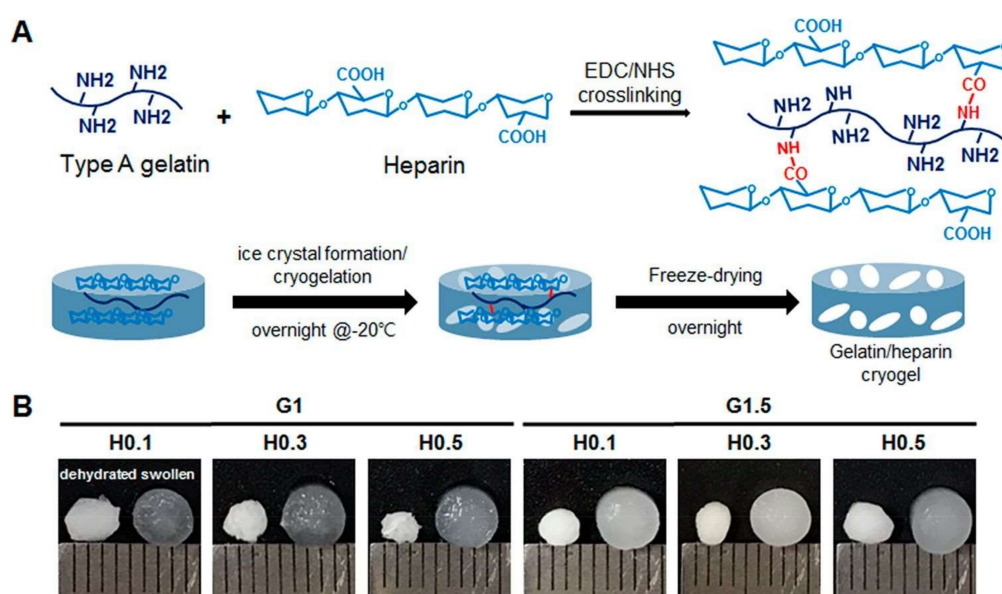 A
NH2 NH2
NH2 NH2
Type A gelatin
+
COOH
O O O O O O O
COOH
Heparin
EDC/NHS
crosslinking
COOH
O O O O O O O
CO
NH
NH2 NH NH2
NH2 NH2 NH2
NH
CO
O O O O O O O
COOH
ice crystal formation/
cryogelation
overnight @-20℃
Freeze-drying
overnight
Gelatin/heparin
cryogel
B
G1 G1.5
H0.1 H0.3 H0.5 H0.1 H0.3 H0.5
dehydrated swollen